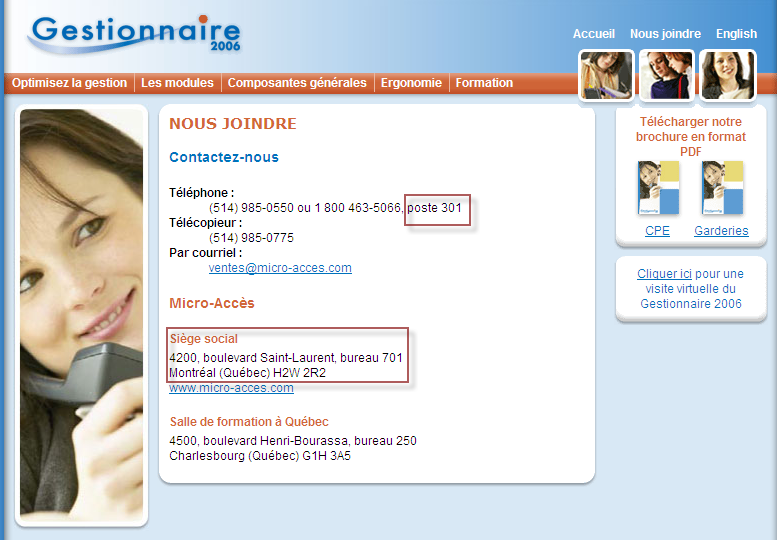 Gestionnaire
2006
Accueil Nous joindre English
Optimisez la gestion Les modules Composantes générales Ergonomie Formation
NOUS JOINDRE
Contactez-nous
Téléphone :
(514) 985-0550 ou 1 800 463-5066, poste 301
Télécopieur :
(514) 985-0775
Par courriel :
ventes@micro-acces.com
Micro-Accès
Siège social
4200, boulevard Saint-Laurent, bureau 701
Montréal (Québec) H2W 2R2
www.micro-acces.com
Salle de formation à Québec
4500, boulevard Henri-Bourassa, bureau 250
Charlesbourg (Québec) G1H 3A5
Télécharger notre
brochure en format
PDF
CPE Garderies
Cliquer ici pour une
visite virtuelle du
Gestionnaire 2006